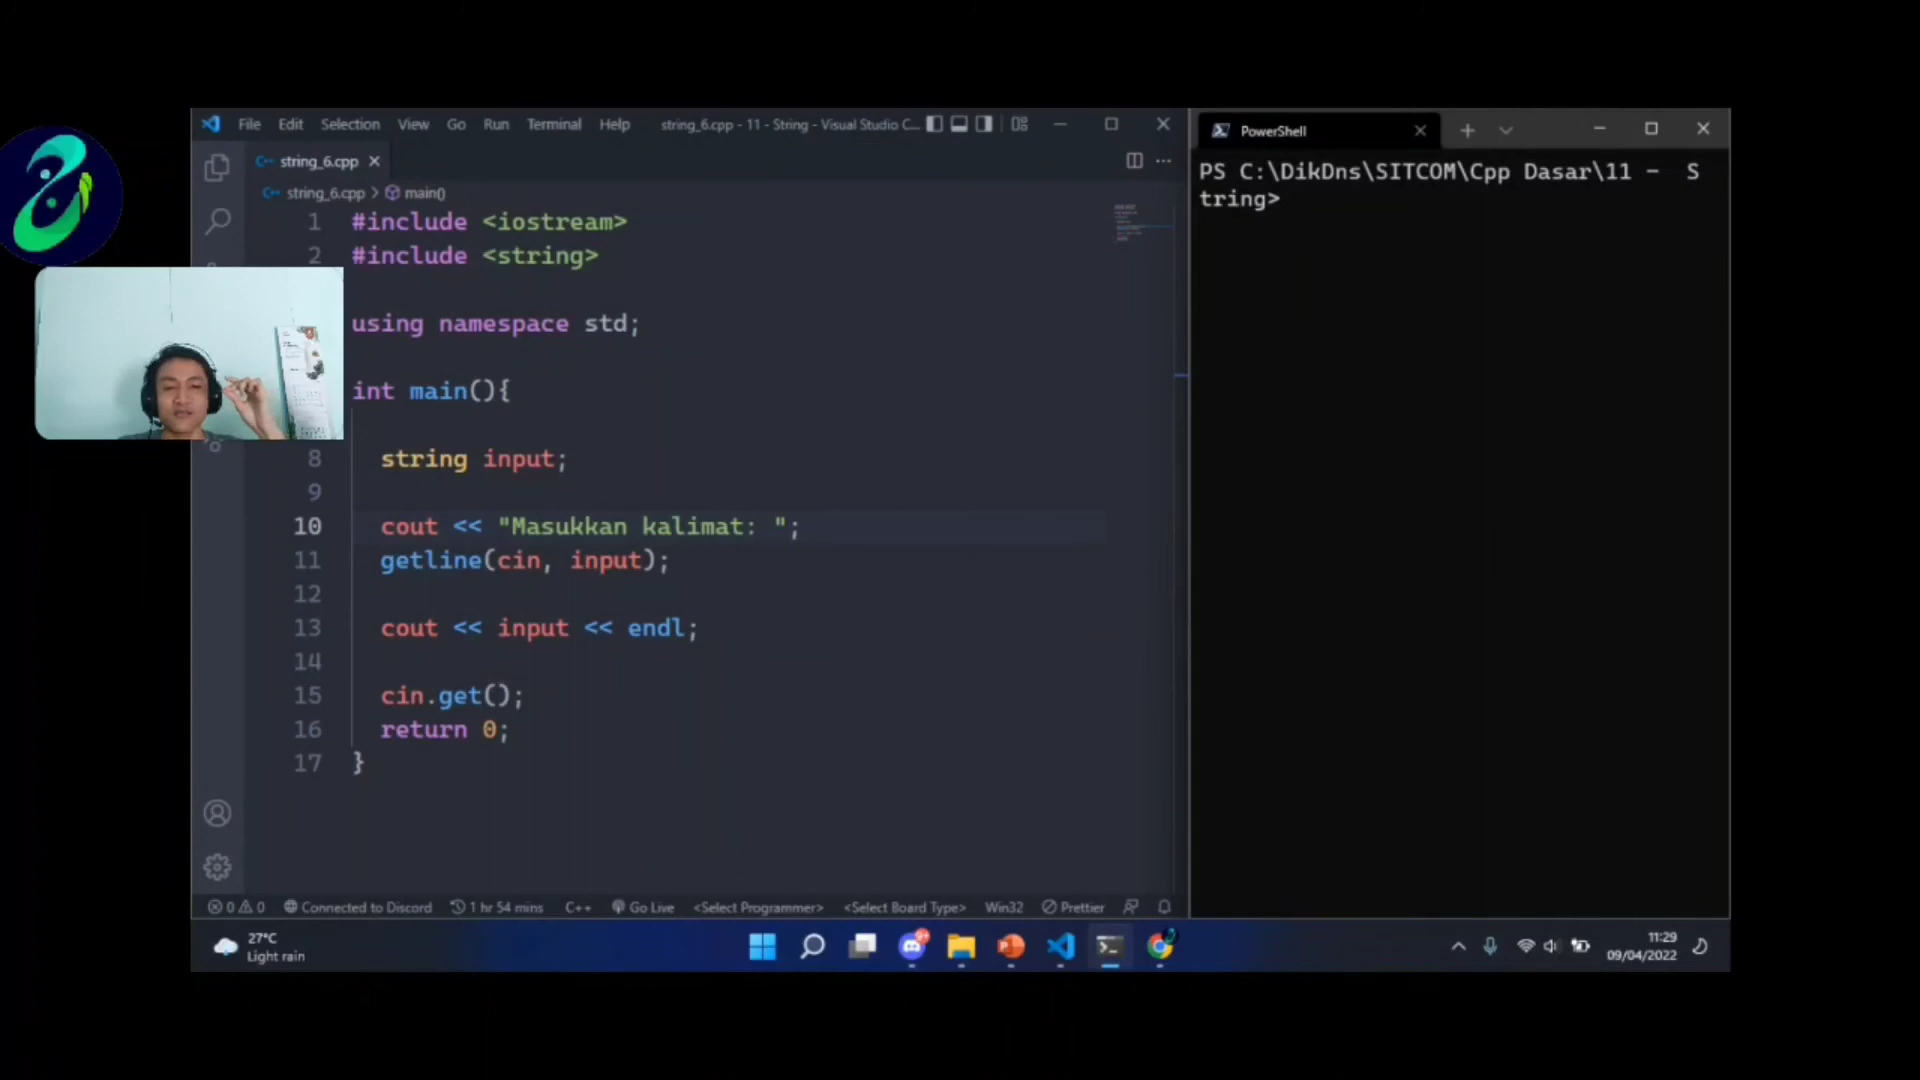 File Edit Selection View Go Run Terminal Help string_6.cpp - 11 - String - Visual Studio C...
string_6.cpp
string_6.cpp > main()
1 #include <iostream>
2 #include <string>
using namespace std;
int main(){
8 string input;
9
10 cout << "Masukkan kalimat: ";
11 getline(cin, input);
12
13 cout << input << endl;
14
15 cin.get();
16 return 0;
17 }
0 0 Connected to Discord 1 hr 54 mins C++ Go Live <Select Programmer> <Select Board Type> Win32 Prettier
PowerShell
PS C:\DikDns\SITCOM\Cpp Dasar\11 - S
tring>
27°C
Light rain
11:29
09/04/2022